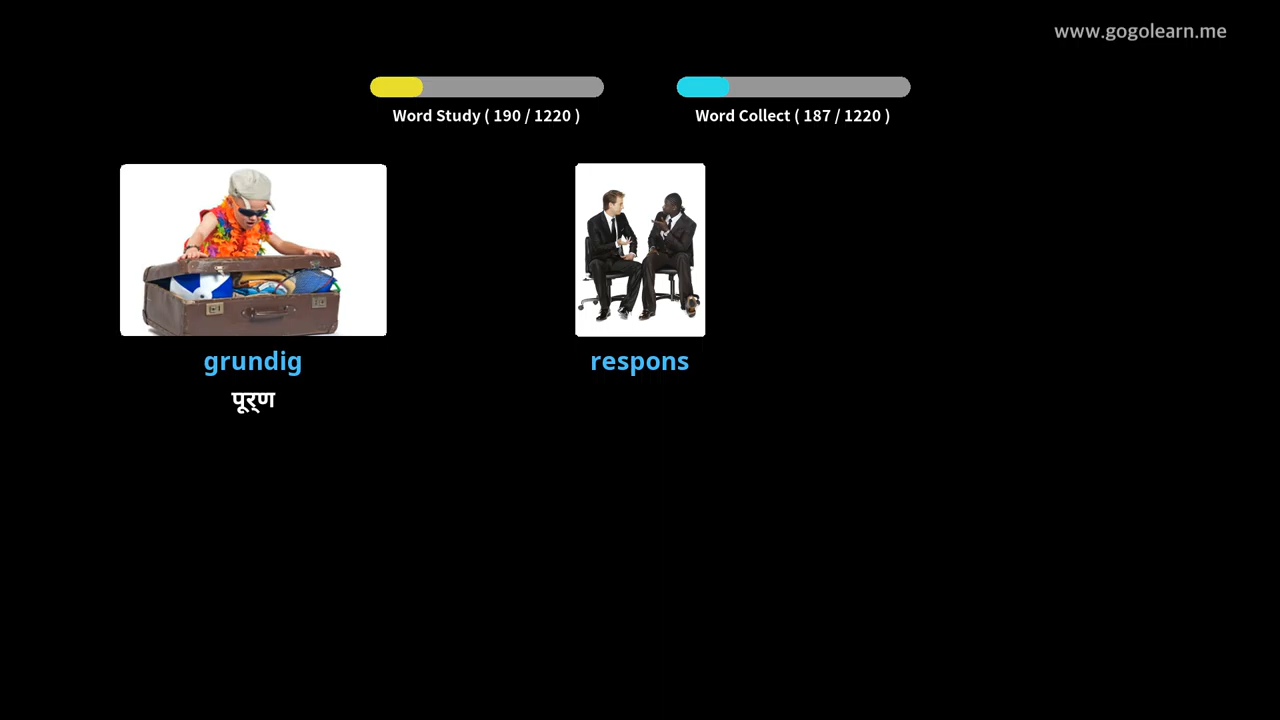 www.gogolearn.me
Word Study ( 190 / 1220 )
Word Collect ( 187 / 1220 )
grundig
पूर्ण
respons